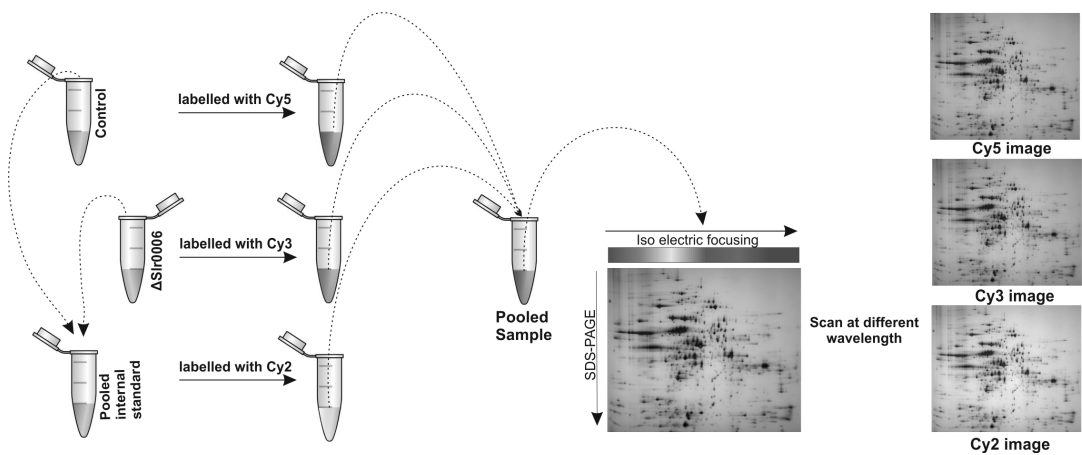 Control
labelled with Cy5
ΔSlr0006
labelled with Cy3
Pooled
internal
standard
labelled with Cy2
Pooled
Sample
Iso electric focusing
SDS-PAGE
Scan at different
wavelength
Cy5 image
Cy3 image
Cy2 image